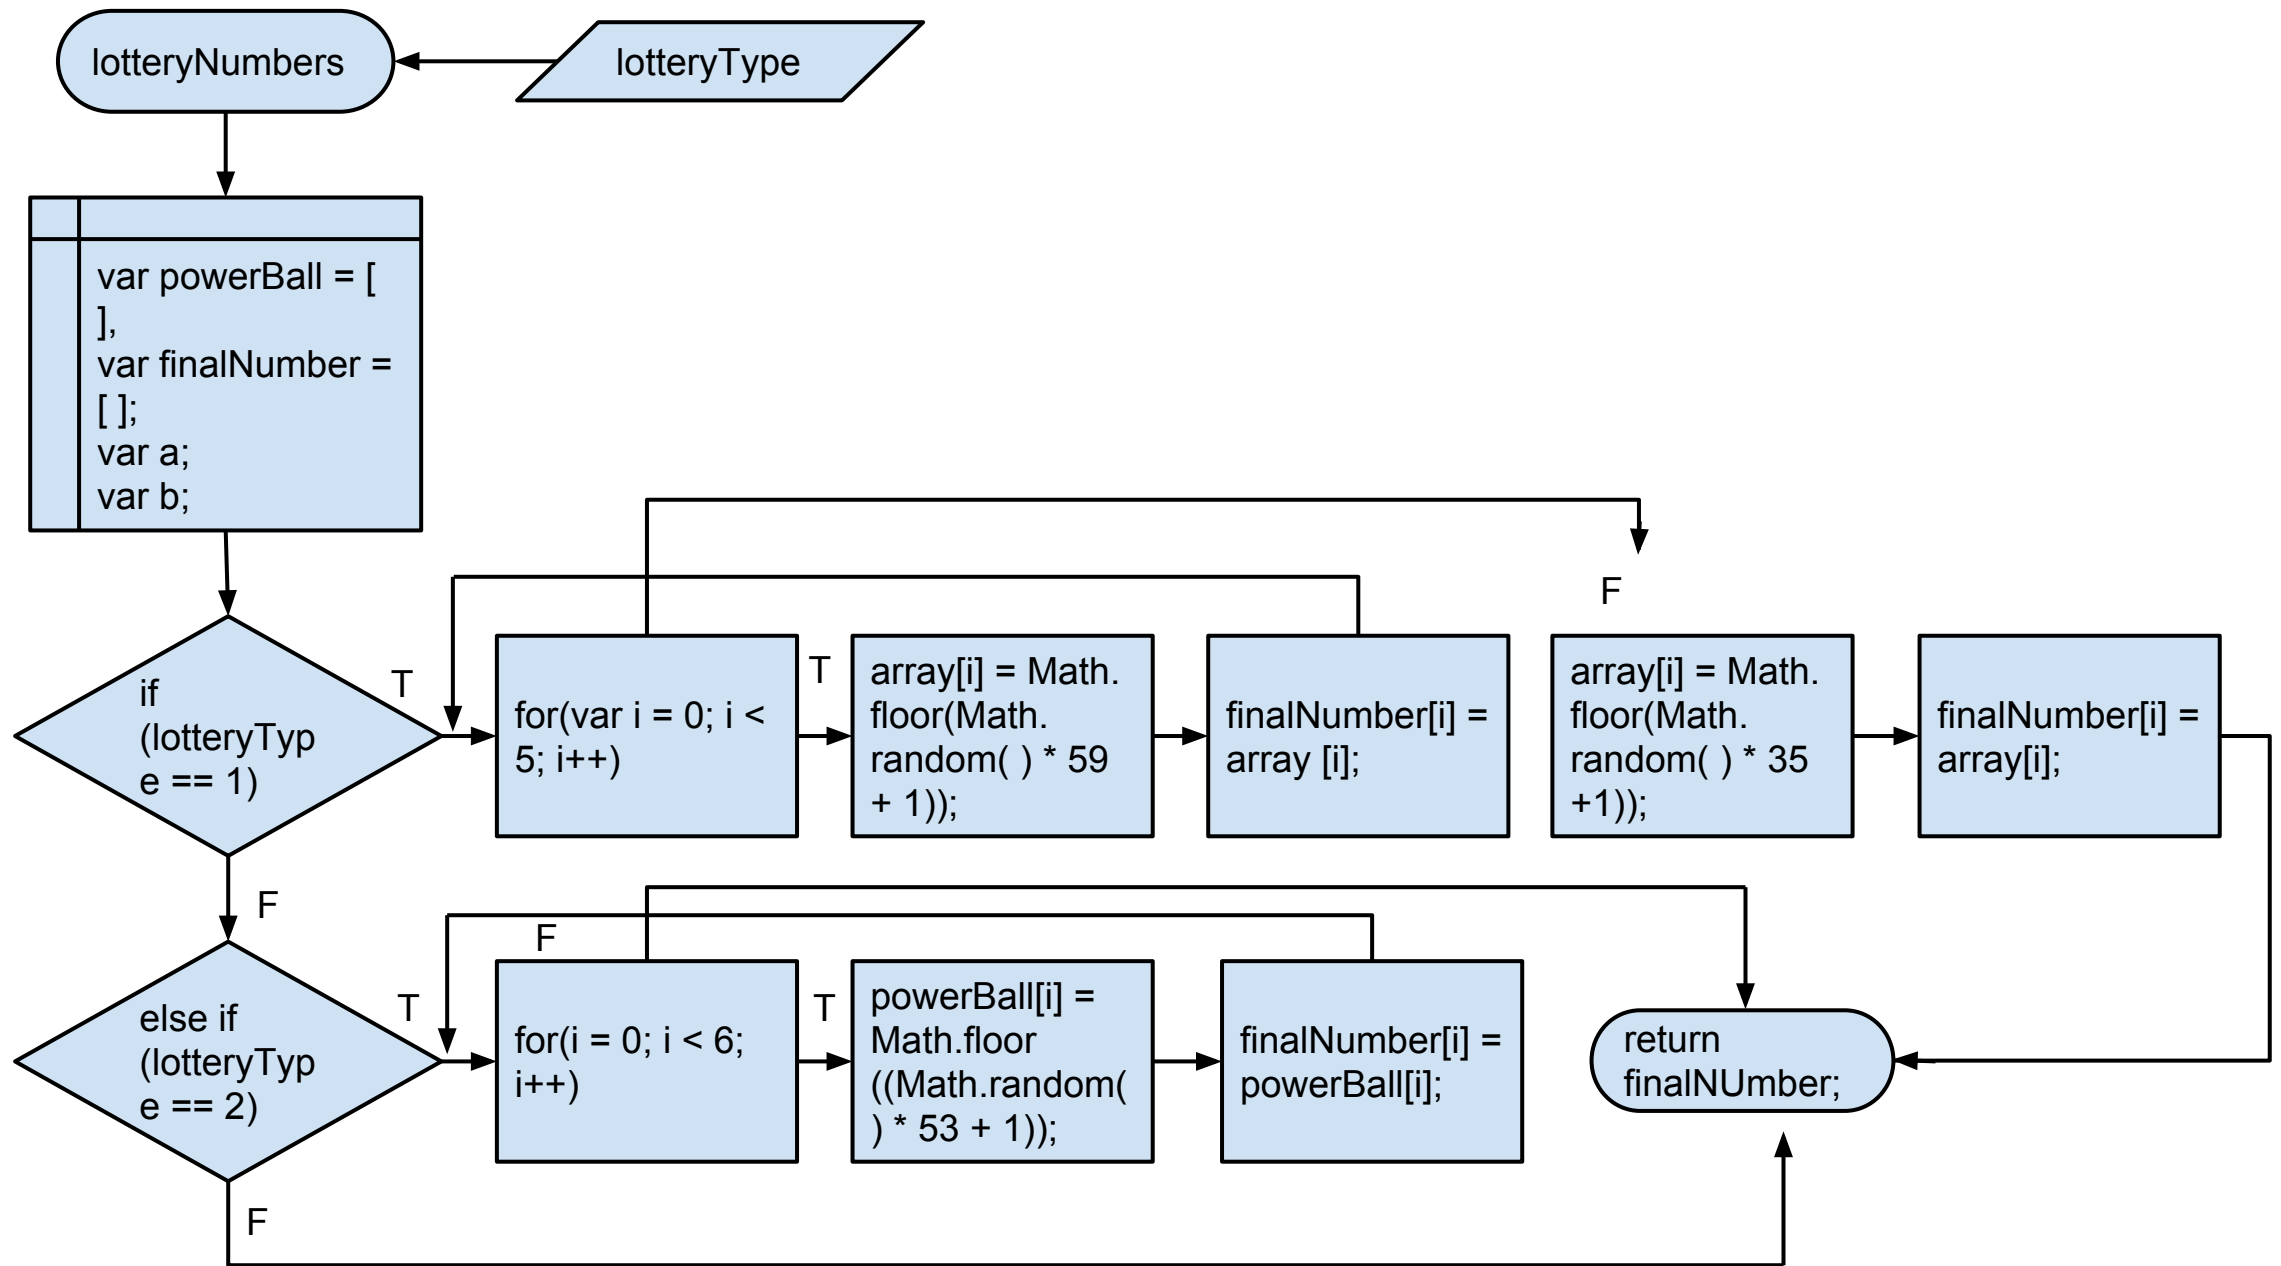 lotteryNumbers
lotteryType
var powerBall = [
],
var finalNumber =
[ ];
var a;
var b;
if
(lotteryTyp
e == 1)
T
for(var i = 0; i <
5; i++)
T
array[i] = Math.
floor(Math.
random( ) * 59
+ 1));
finalNumber[i] =
array [i];
F
array[i] = Math.
floor(Math.
random( ) * 35
+1));
finalNumber[i] =
array[i];
F
else if
(lotteryTyp
e == 2)
T
F
for(i = 0; i < 6;
i++)
T
powerBall[i] =
Math.floor
((Math.random(
) * 53 + 1));
finalNumber[i] =
powerBall[i];
return
finalNUmber;
F